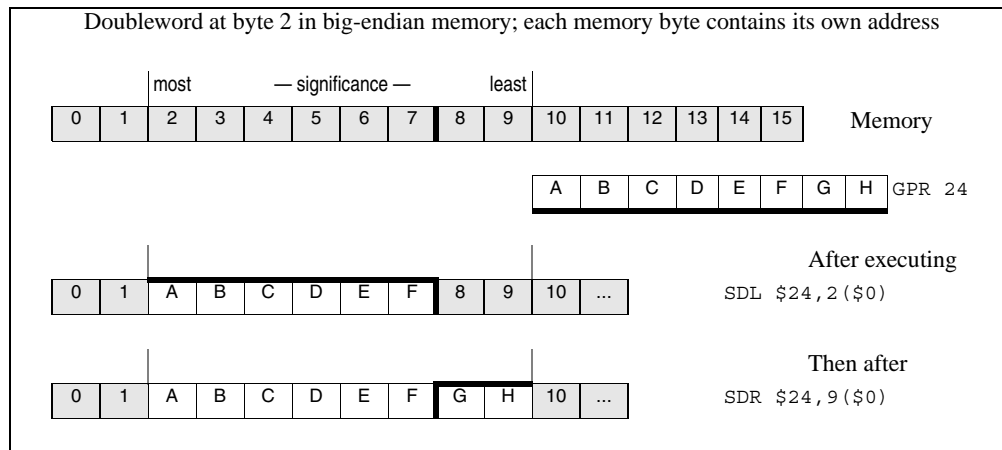 Doubleword at byte 2 in big-endian memory; each memory byte contains its own address
most — significance — least
0 1 2 3 4 5 6 7 8 9 10 11 12 13 14 15 Memory
A B C D E F G H GPR 24
After executing
0 1 A B C D E F 8 9 10 ... SDL $24,2($0)
Then after
0 1 A B C D E F G H 10 ... SDR $24,9($0)